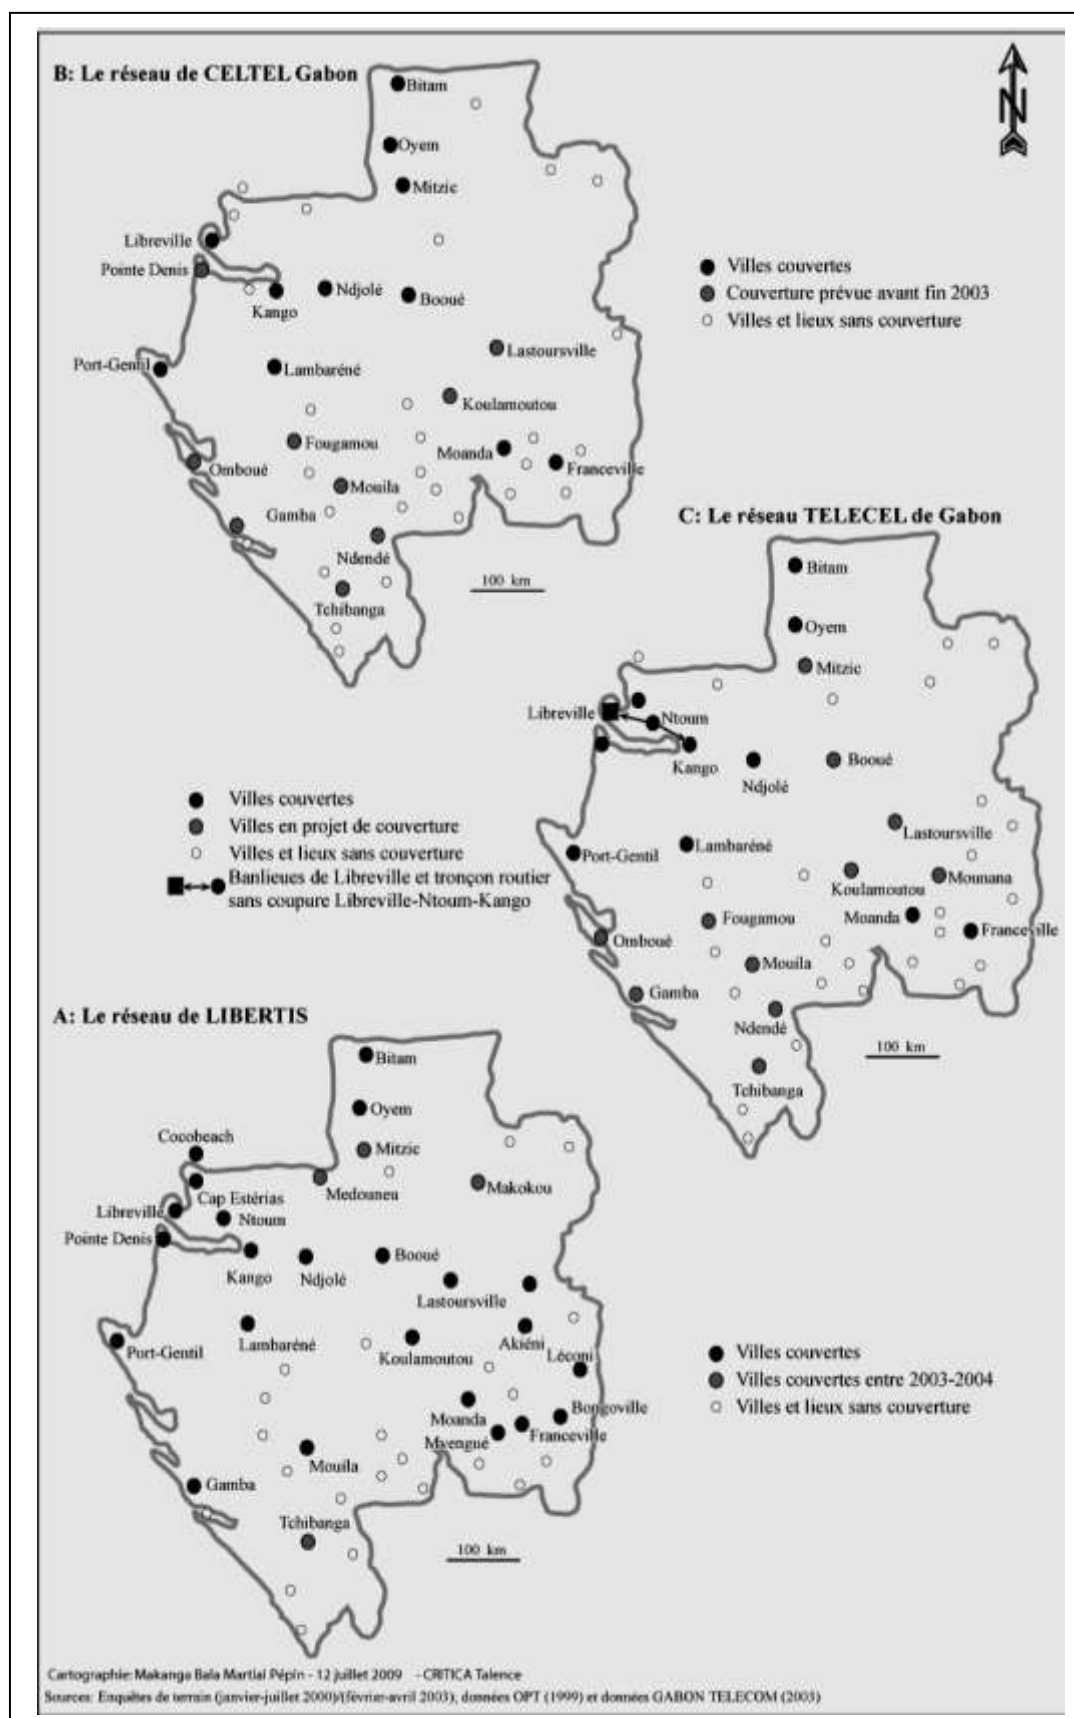 B: Le réseau de CELTEL Gabon
N
Bitam
Oyem
Mitzic
Libreville
Pointe Denis
Kango
Ndjolé
Booué
Port-Gentil
Lambaréné
Lastoursville
Koulamoutou
Fougamou
Moanda
Franceville
Omboué
Mouila
Gamba
Ndendé
Tchibanga
100 km
Villes couvertes
Couverture prévue avant fin 2003
Villes et lieux sans couverture
C: Le réseau TELECEL de Gabon
Bitam
Oyem
Mitzic
Libreville
Ntoum
Kango
Ndjolé
Booué
Port-Gentil
Lambaréné
Lastoursville
Koulamoutou
Mounana
Moanda
Franceville
Fougamou
Omboué
Mouila
Gamba
Ndendé
Tchibanga
100 km
Villes couvertes
Villes en projet de couverture
Villes et lieux sans couverture
Banlieues de Libreville et tronçon routier
sans coupure Libreville-Ntoum-Kango
A: Le réseau de LIBERTIS
Bitam
Oyem
Mitzic
Cocobeach
Medouneu
Makokou
Cap Estérias
Libreville
Ntoum
Pointe Denis
Kango
Ndjolé
Booué
Lastoursville
Port-Gentil
Lambaréné
Koulamoutou
Akiéni
Léconi
Moanda
Bongoville
Mvengué
Franceville
Mouila
Gamba
Tchibanga
100 km
Villes couvertes
Villes couvertes entre 2003-2004
Villes et lieux sans couverture
Cartographie: Makanga Bala Martial Pépin - 12 juillet 2009 - CRITICA Talence
Sources: Enquêtes de terrain (janvier-juillet 2000)/(février-avril 2003); données OPT (1999) et données GABON TELECOM (2003)